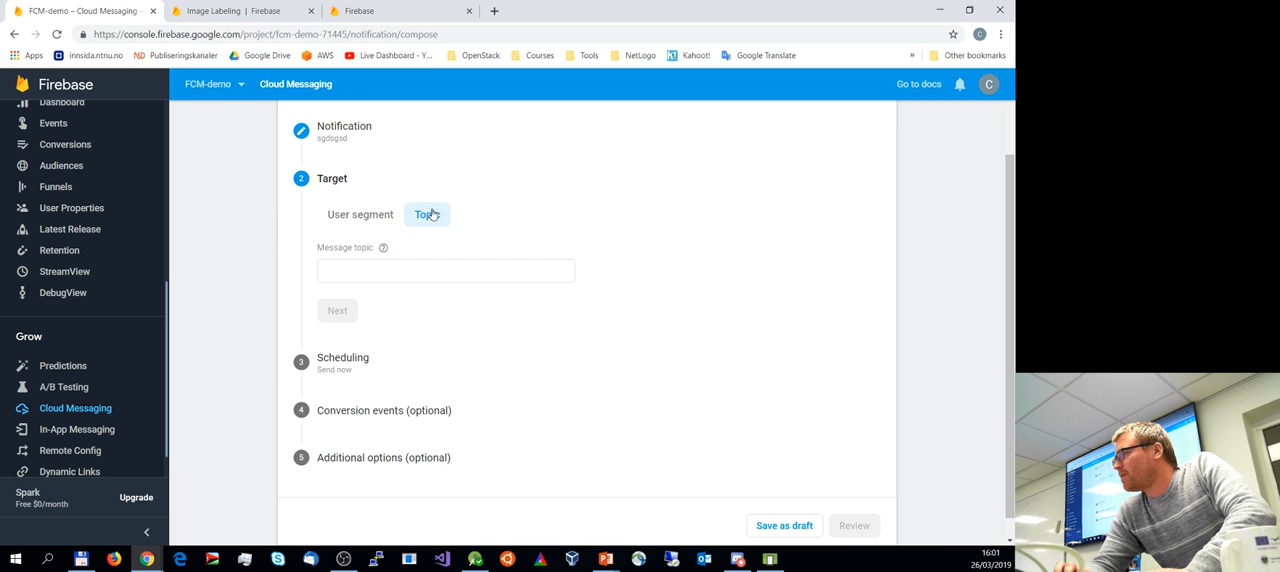 FCM-demo – Cloud Messaging
Image Labeling | Firebase
Firebase
https://console.firebase.google.com/project/fcm-demo-71445/notification/compose
Apps
innsida.ntnu.no
Publiseringskanaler
Google Drive
AWS
Live Dashboard - Y...
OpenStack
Courses
Tools
NetLogo
Kahoot!
Google Translate
»
Other bookmarks
Firebase
FCM-demo
Cloud Messaging
Go to docs
C
Dashboard
Events
Conversions
Audiences
Funnels
User Properties
Latest Release
Retention
StreamView
DebugView
Grow
Predictions
A/B Testing
Cloud Messaging
In-App Messaging
Remote Config
Dynamic Links
Spark
Free $0/month
Upgrade
Notification
sgdsgsd
2
Target
User segment
Topic
Message topic
Next
3
Scheduling
Send now
4
Conversion events (optional)
5
Additional options (optional)
Save as draft
Review
16:01
26/03/2019